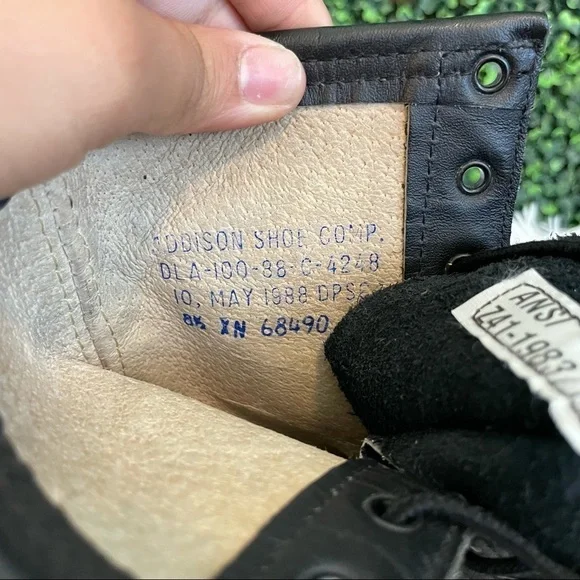 ADDISON SHOE COMP.
DLA-100-88-C-4248
10, MAY 1988 DPSC
8½ XN 68490
ANSI
Z41-1983/